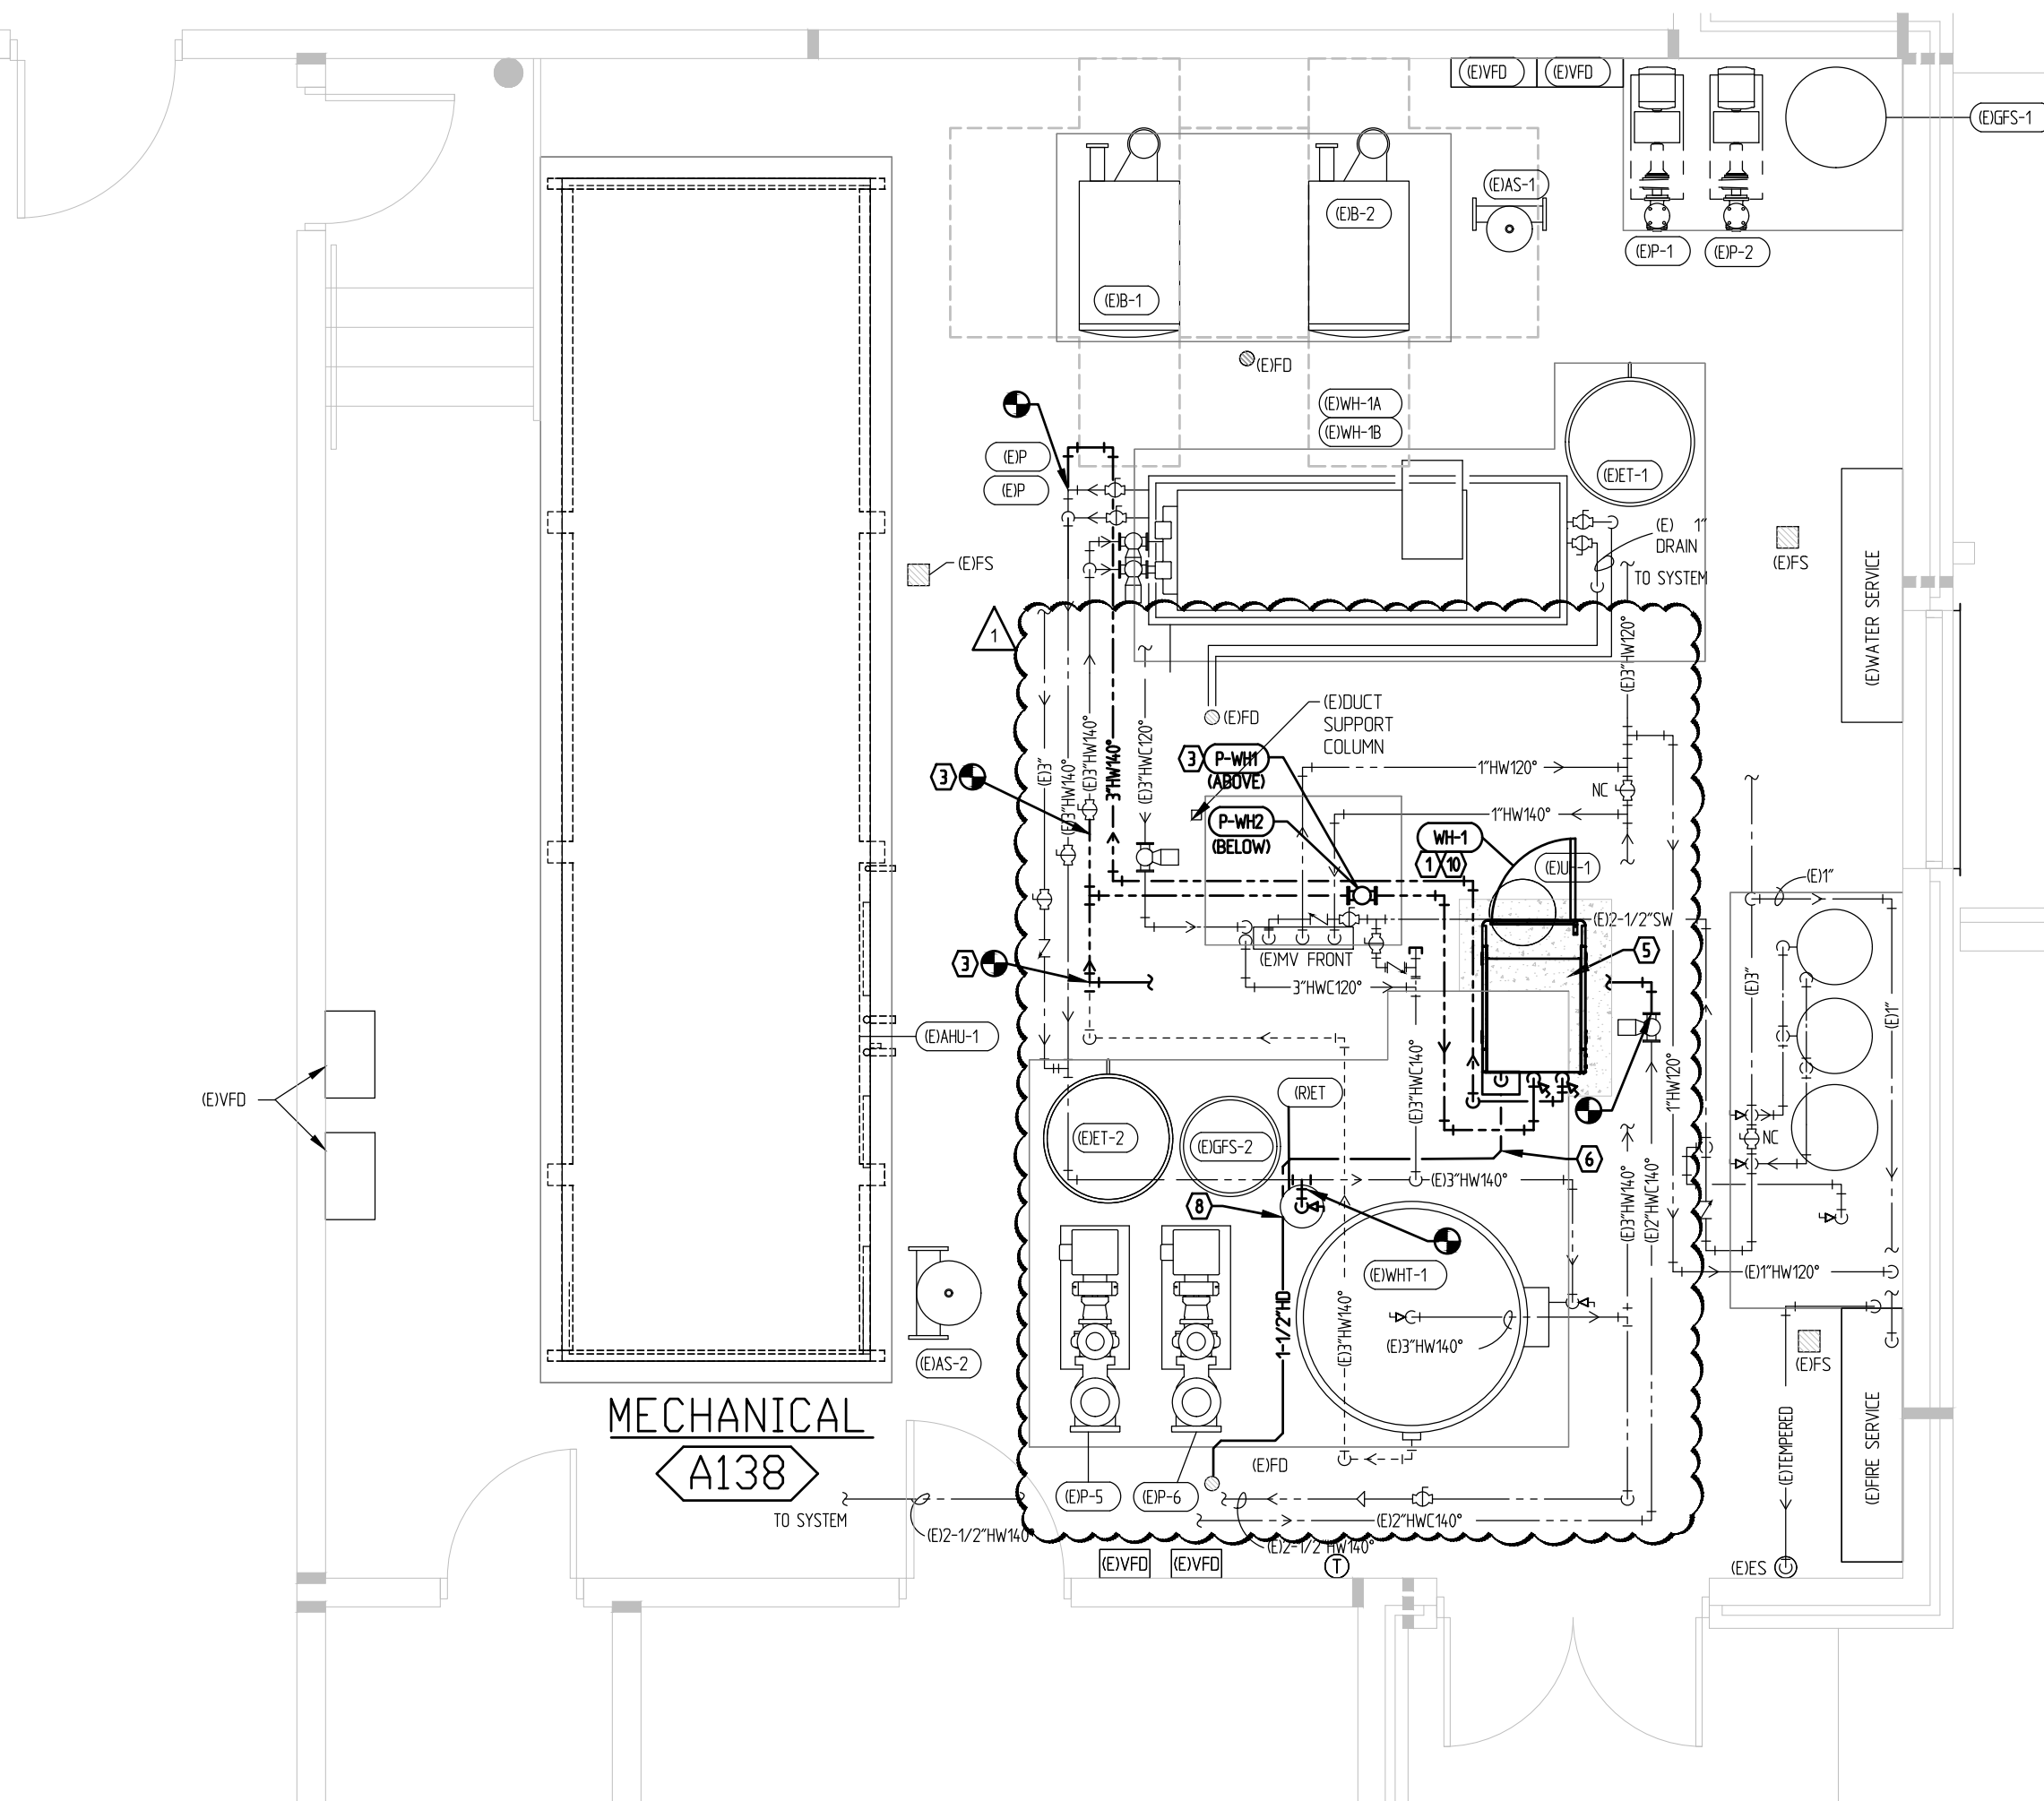 (E)VFD
(E)VFD
(E)GFS-1
(E)AS-1
(E)B-2
(E)P-1
(E)P-2
(E)B-1
(E)FD
(E)WH-1A
(E)WH-1B
(E)P
(E)P
(E)ET-1
(E) 1"
DRAIN
TO SYSTEM
(E)FS
(E)FS
(E)WATER SERVICE
1
(E)3"HW120°
(E)DUCT
SUPPORT
COLUMN
(E)FD
(E)3"
(E)3"HW140°
(E)3"HW140°
3"HW140°
(E)3"HWC120°
3
P-WH1
(ABOVE)
3
1"HW120°
NC
1"HW140°
P-WH2
(BELOW)
WH-1
1
10
(E)UH-1
(E)1"
(E)2-1/2"SW
5
3
(E)MV FRONT
3"HWC120°
(E)3"
(E)1"
(E)AHU-1
(E)VFD
(R)ET
(E)3"HWC140°
1"HW120°
(E)ET-2
(E)GFS-2
NC
6
(E)3"HW140°
8
(E)3"HW140°
(E)2"HWC140°
(E)WHT-1
(E)1"HW120°
1-1/2"HD
(E)3"HW140°
(E)3"HW140°
(E)AS-2
(E)FS
MECHANICAL
A138
(E)FD
(E)TEMPERED
(E)FIRE SERVICE
(E)P-5
(E)P-6
TO SYSTEM
(E)2-1/2"HW140°
(E)2"HWC140°
(E)2-1/2"HW140°
(E)VFD
(E)VFD
T
(E)ES